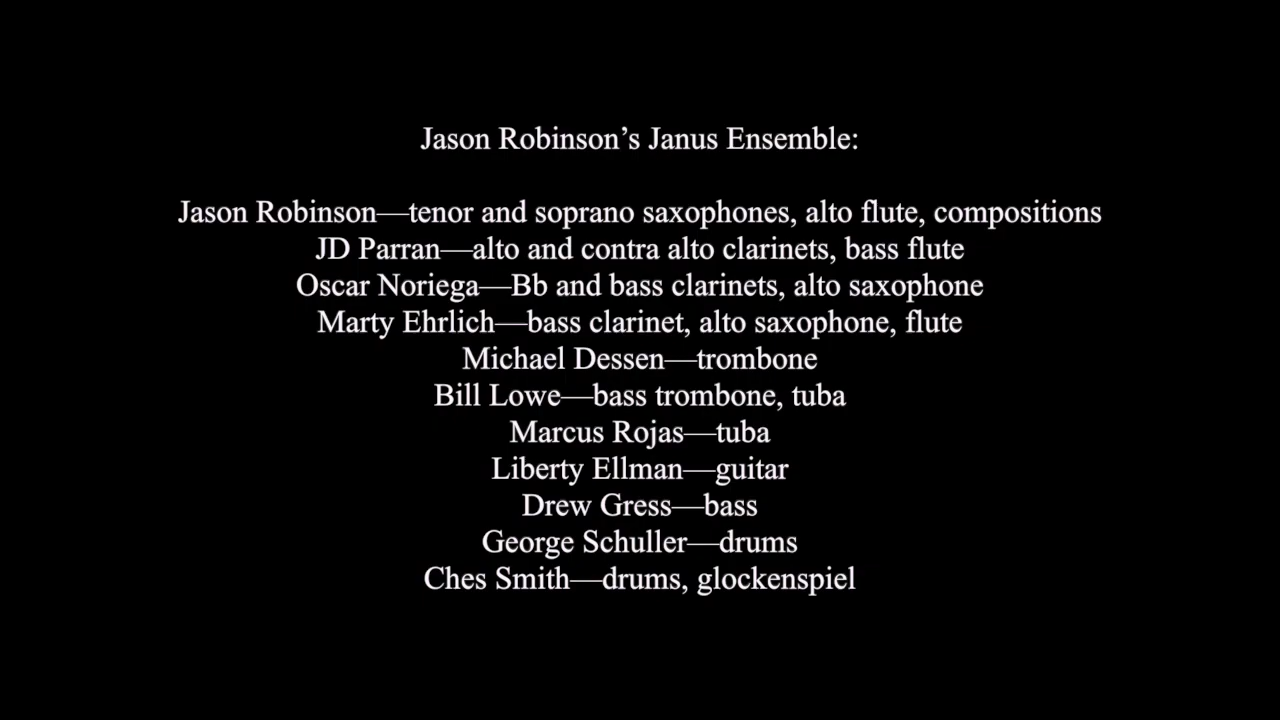 Jason Robinson’s Janus Ensemble:
Jason Robinson—tenor and soprano saxophones, alto flute, compositions
JD Parran—alto and contra alto clarinets, bass flute
Oscar Noriega—Bb and bass clarinets, alto saxophone
Marty Ehrlich—bass clarinet, alto saxophone, flute
Michael Dessen—trombone
Bill Lowe—bass trombone, tuba
Marcus Rojas—tuba
Liberty Ellman—guitar
Drew Gress—bass
George Schuller—drums
Ches Smith—drums, glockenspiel